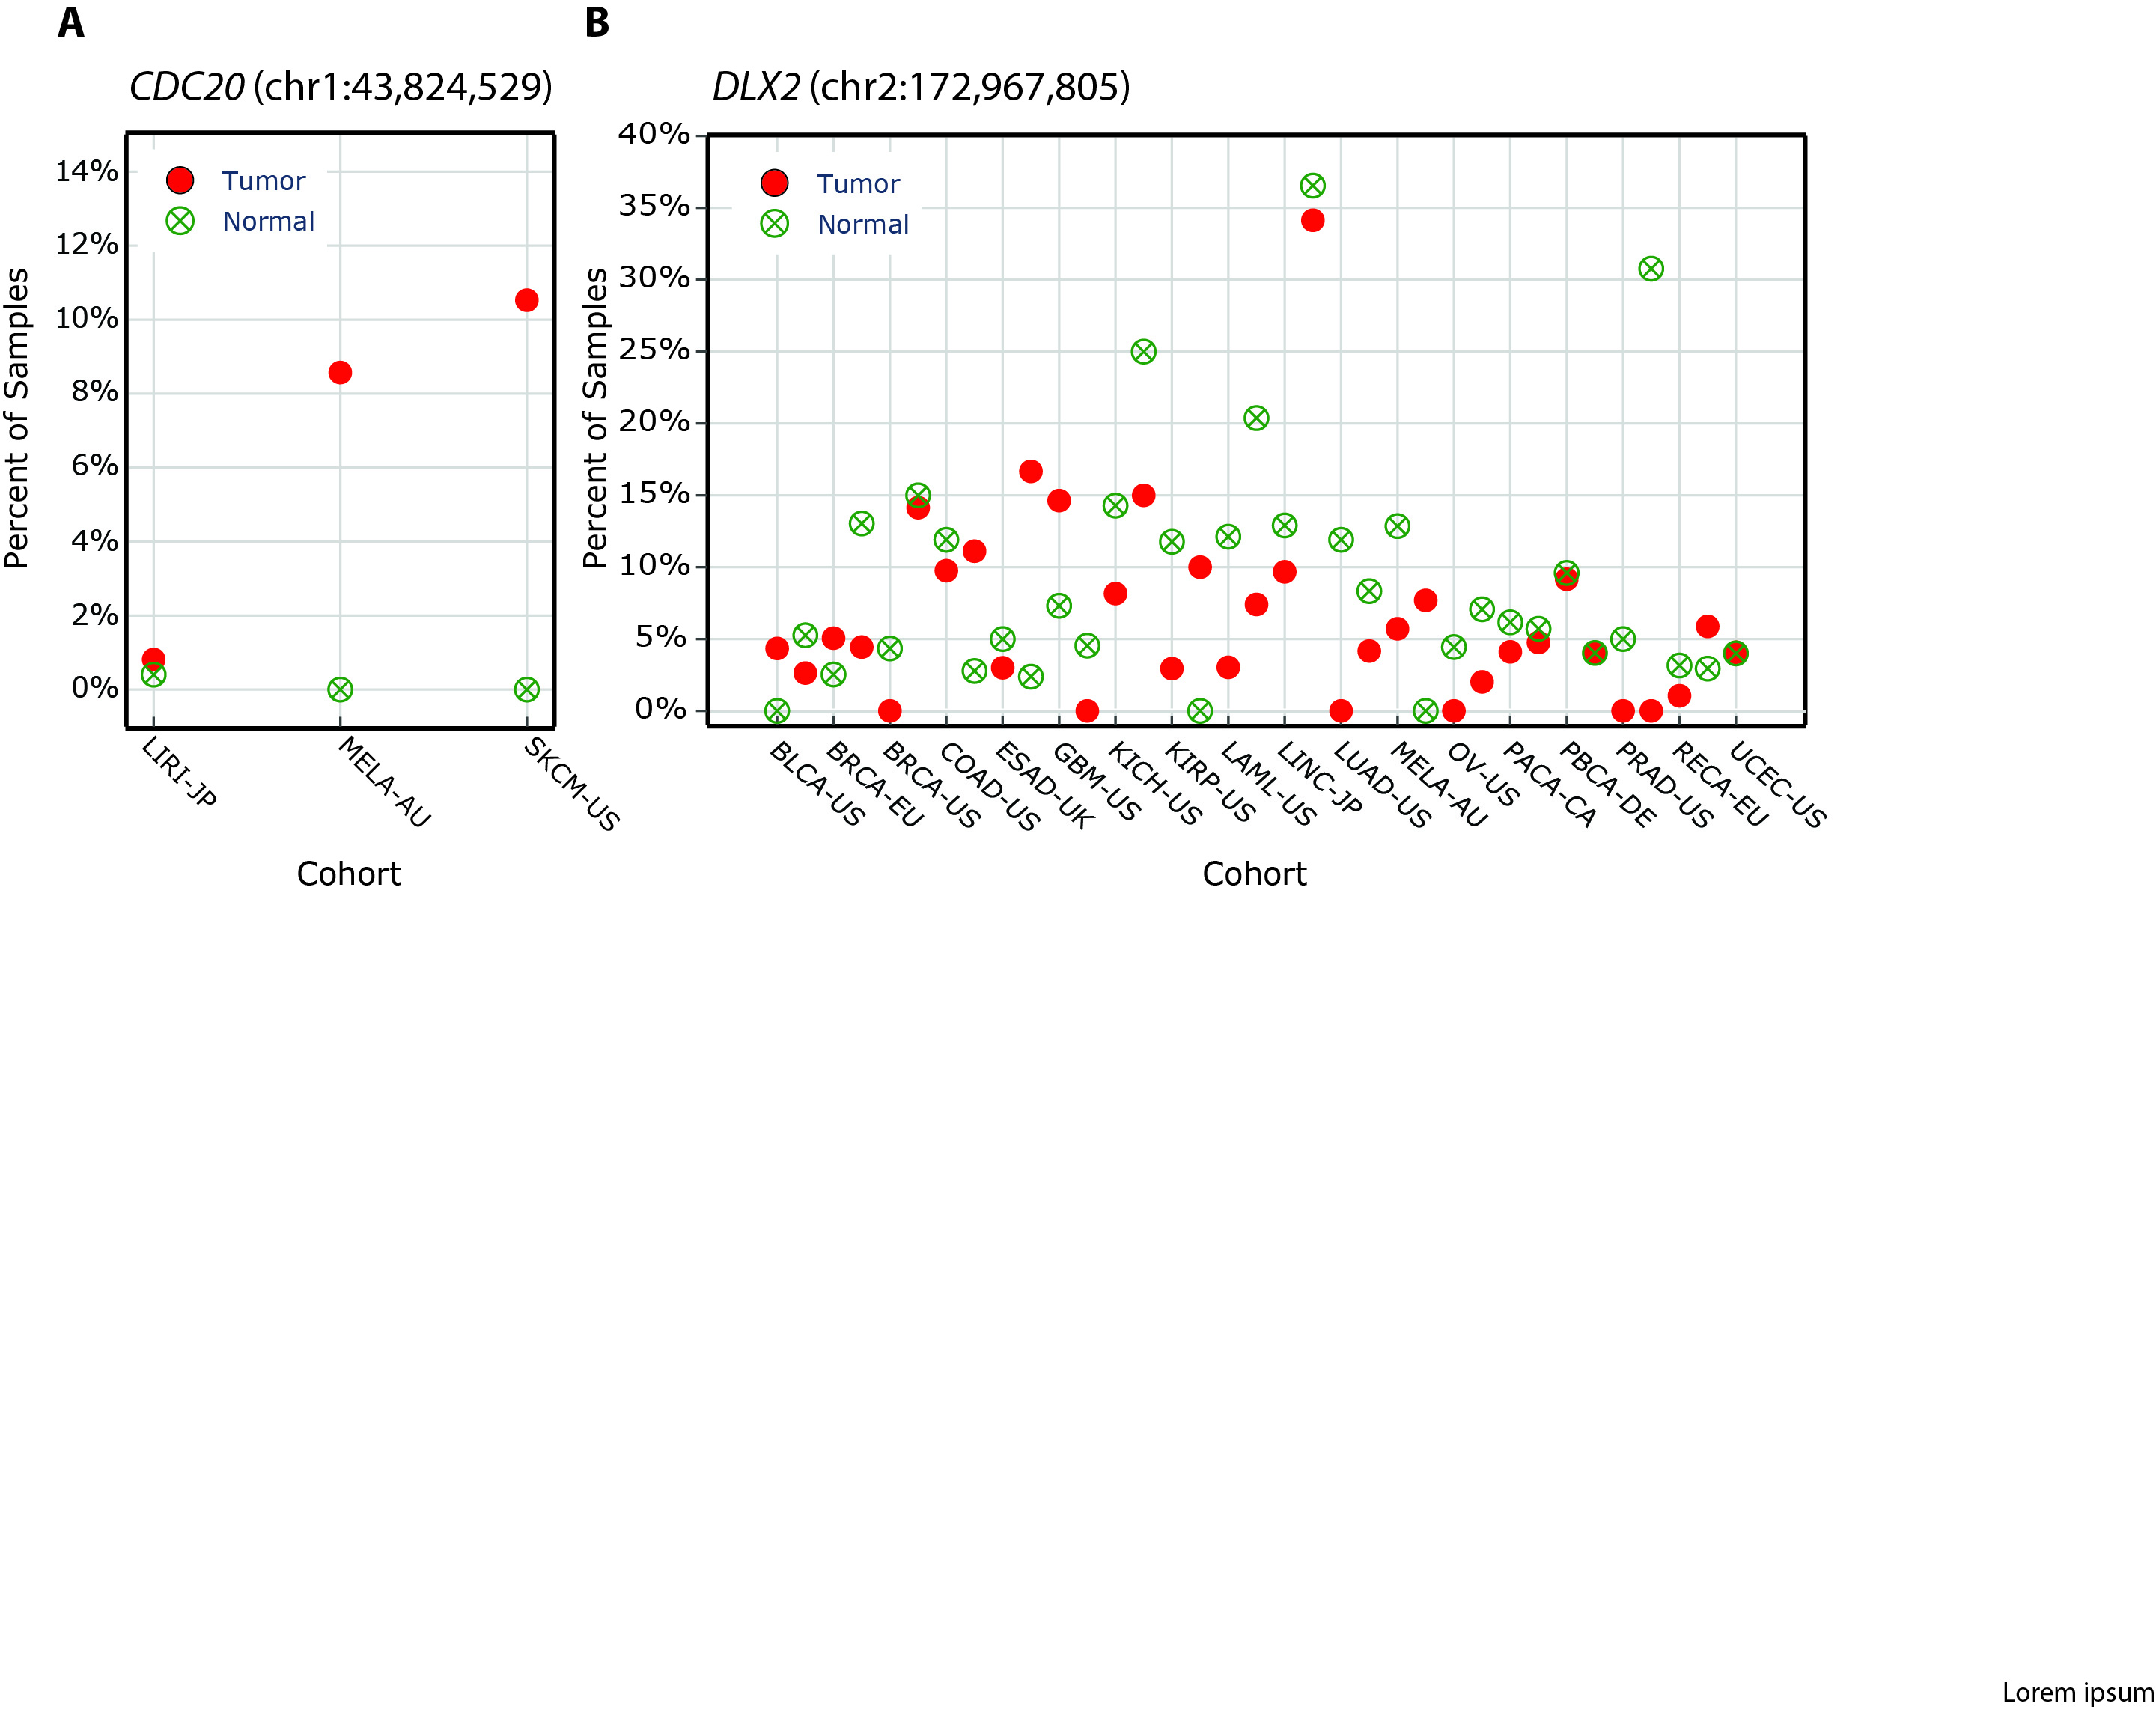 A
CDC20 (chr1:43,824,529)
Percent of Samples
14%
12%
10%
8%
6%
4%
2%
0%
Tumor
Normal
LIRI-JP
MELA-AU
SKCM-US
Cohort
B
DLX2 (chr2:172,967,805)
Percent of Samples
40%
35%
30%
25%
20%
15%
10%
5%
0%
Tumor
Normal
BLCA-US
BRCA-EU
BRCA-US
COAD-US
ESAD-UK
GBM-US
KICH-US
KIRP-US
LAML-US
LINC-JP
LUAD-US
MELA-AU
OV-US
PACA-CA
PBCA-DE
PRAD-US
RECA-EU
UCEC-US
Cohort
Lorem ipsum